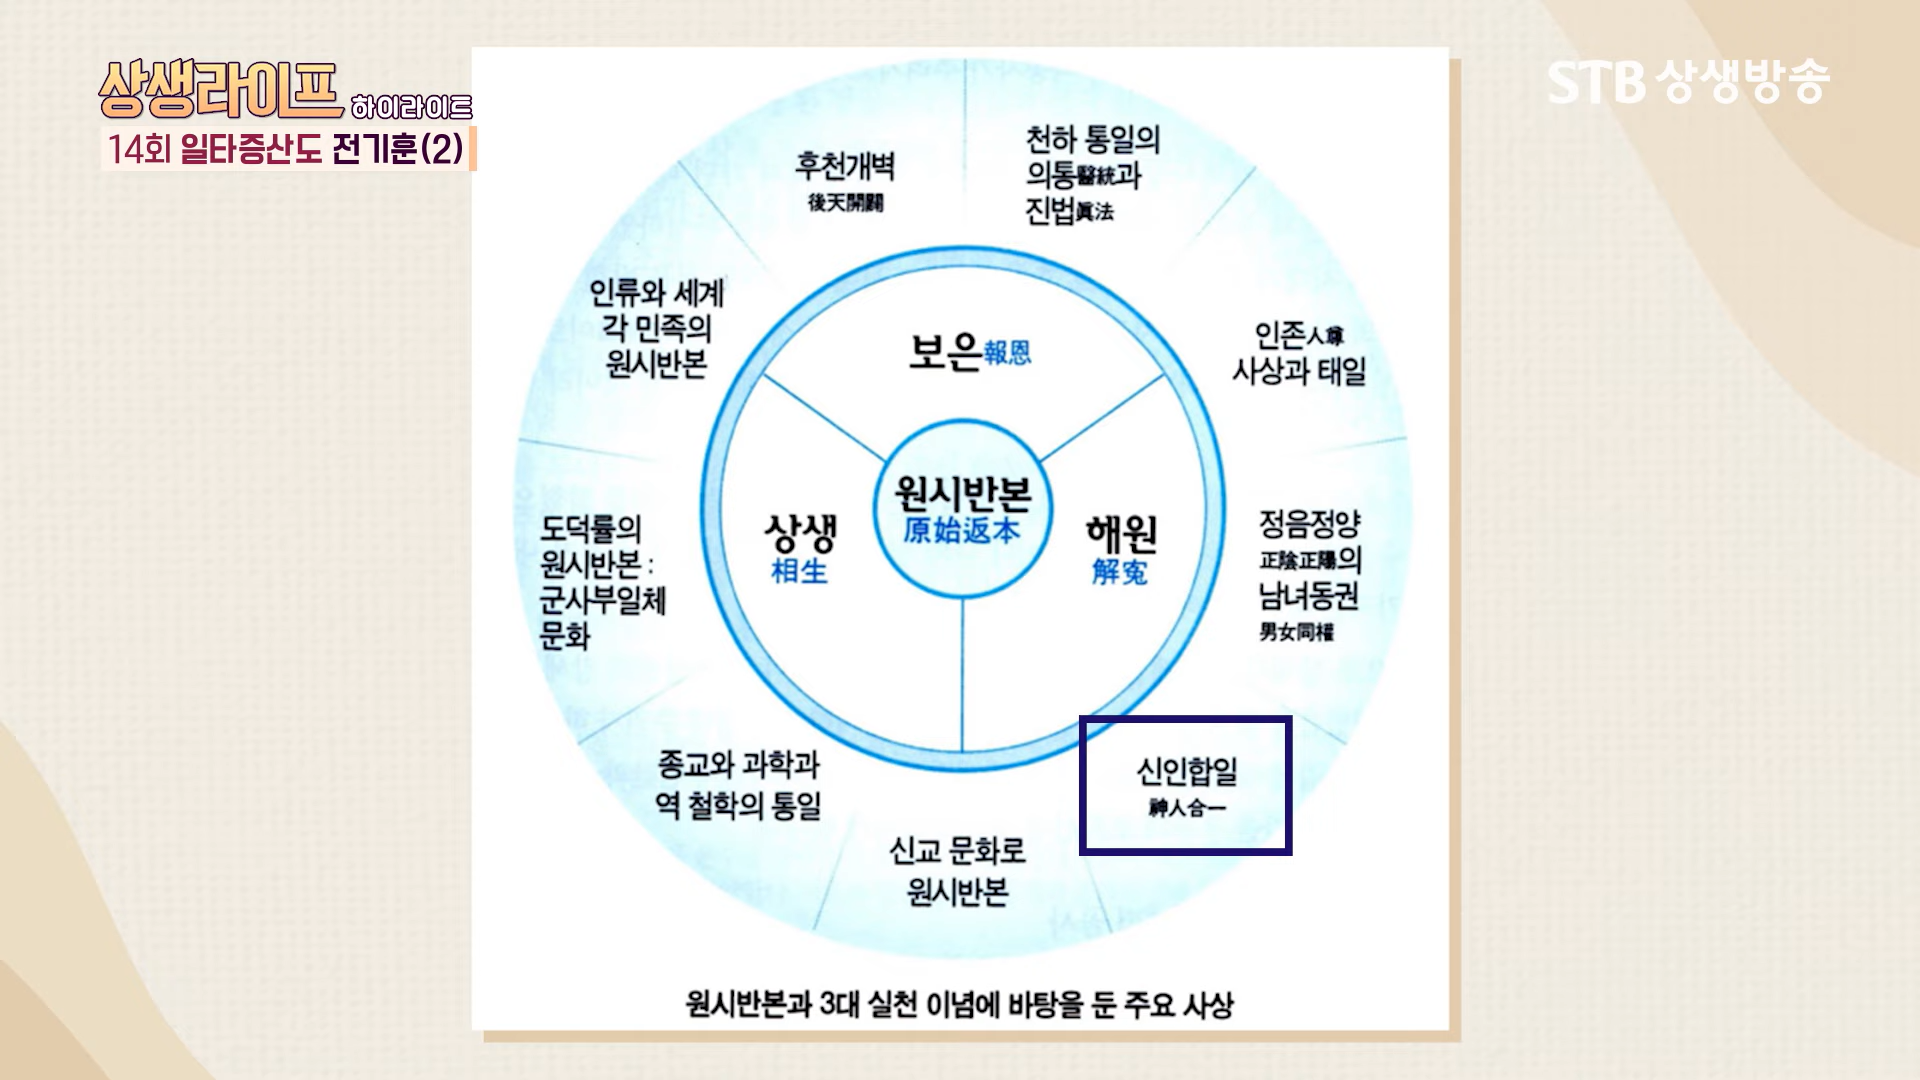 상생라이프 하이라이트
14회 일타증산도 전기훈(2)
STB 상생방송
후천개벽
後天開闢
천하 통일의
의통醫統과
진법眞法
인류와 세계
각 민족의
원시반본
인존人尊
사상과 태일
보은報恩
원시반본
原始返本
상생
相生
해원
解寃
도덕률의
원시반본 :
군사부일체
문화
정음정양
正陰正陽의
남녀동권
男女同權
종교와 과학과
역 철학의 통일
신교 문화로
원시반본
신인합일
神人合一
원시반본과 3대 실천 이념에 바탕을 둔 주요 사상